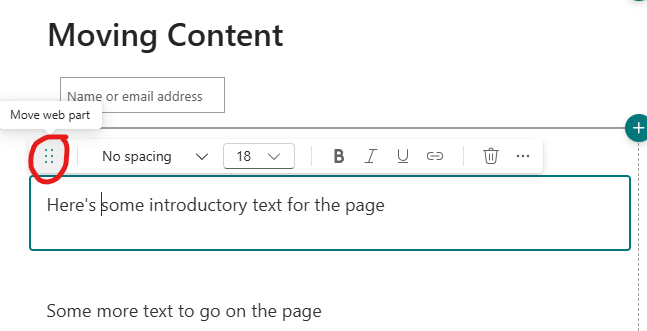 Moving Content
Name or email address
Move web part
No spacing 18 B I U
Here's some introductory text for the page
Some more text to go on the page